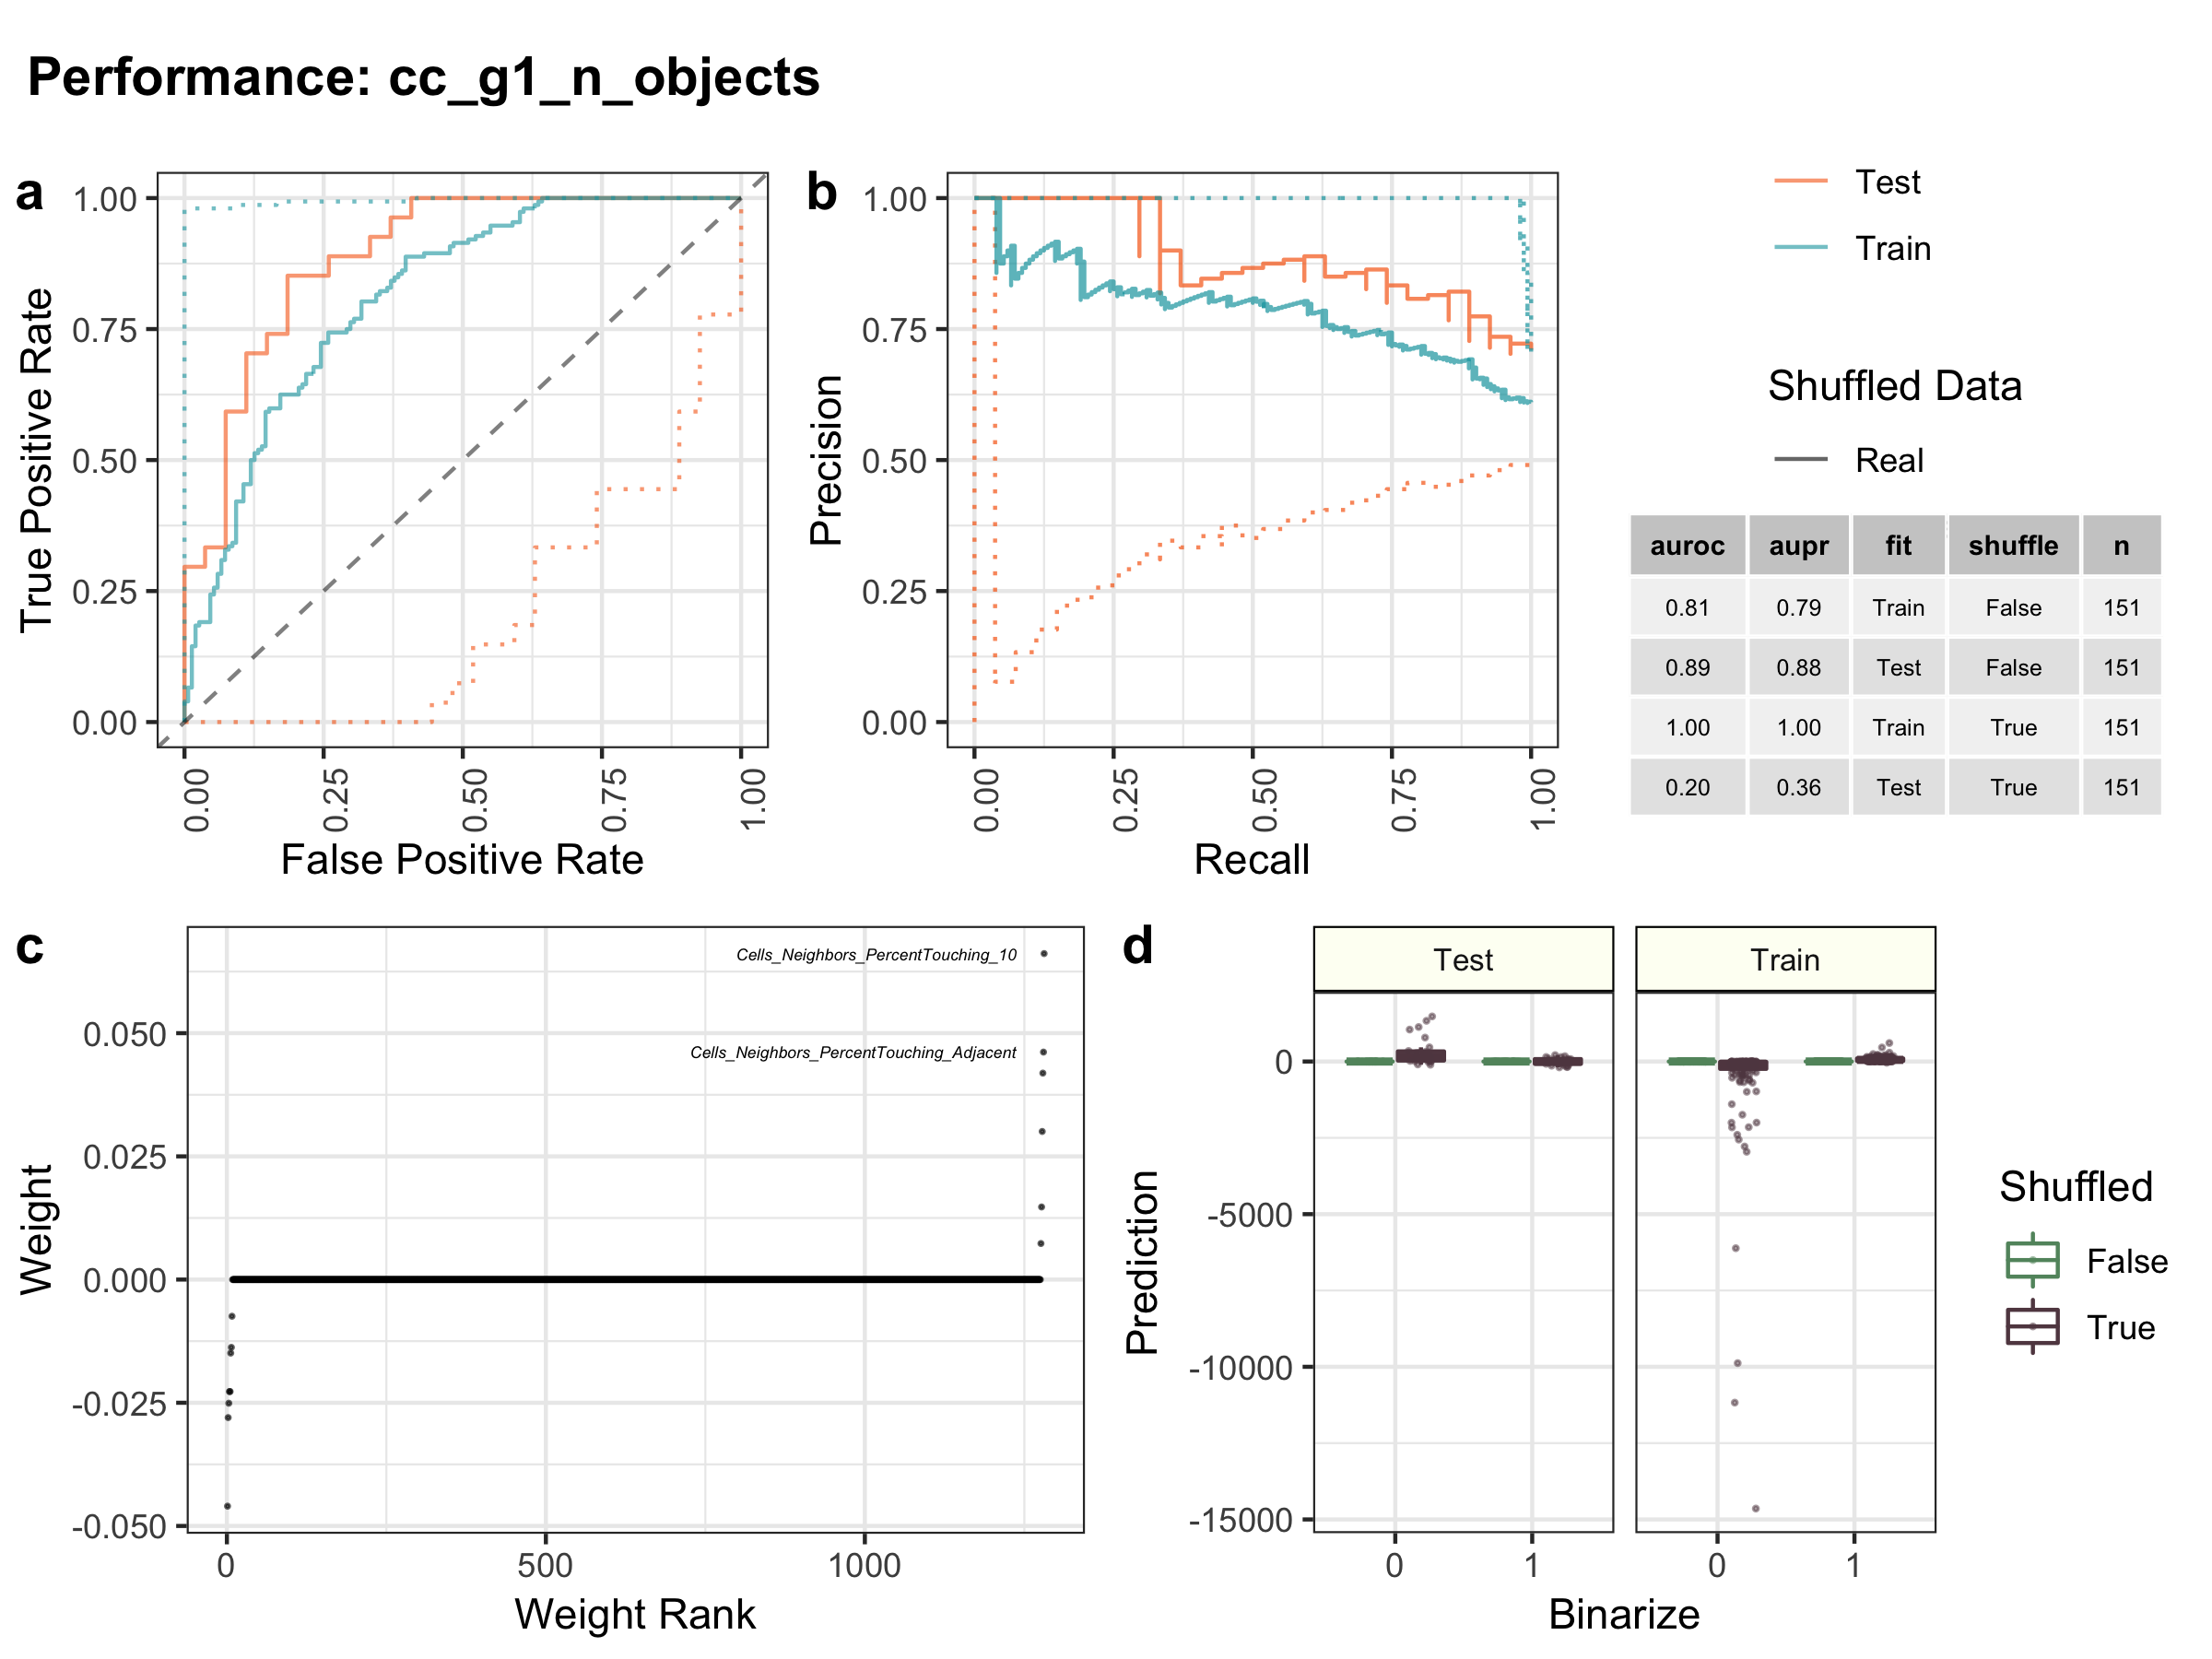 Performance: cc_g1_n_objects
a
True Positive Rate
1.00
0.75
0.50
0.25
0.00
0.00 0.25 0.50 0.75 1.00
False Positive Rate
b
Precision
1.00
0.75
0.50
0.25
0.00
0.00 0.25 0.50 0.75 1.00
Recall
Test
Train
Shuffled Data
Real
auroc aupr fit shuffle n
0.81 0.79 Train False 151
0.89 0.88 Test False 151
1.00 1.00 Train True 151
0.20 0.36 Test True 151
c
Weight
Cells_Neighbors_PercentTouching_10
Cells_Neighbors_PercentTouching_Adjacent
0.050
0.025
0.000
-0.025
-0.050
0 500 1000
Weight Rank
d
Test Train
Prediction
0
-5000
-10000
-15000
0 1 0 1
Binarize
Shuffled
False
True